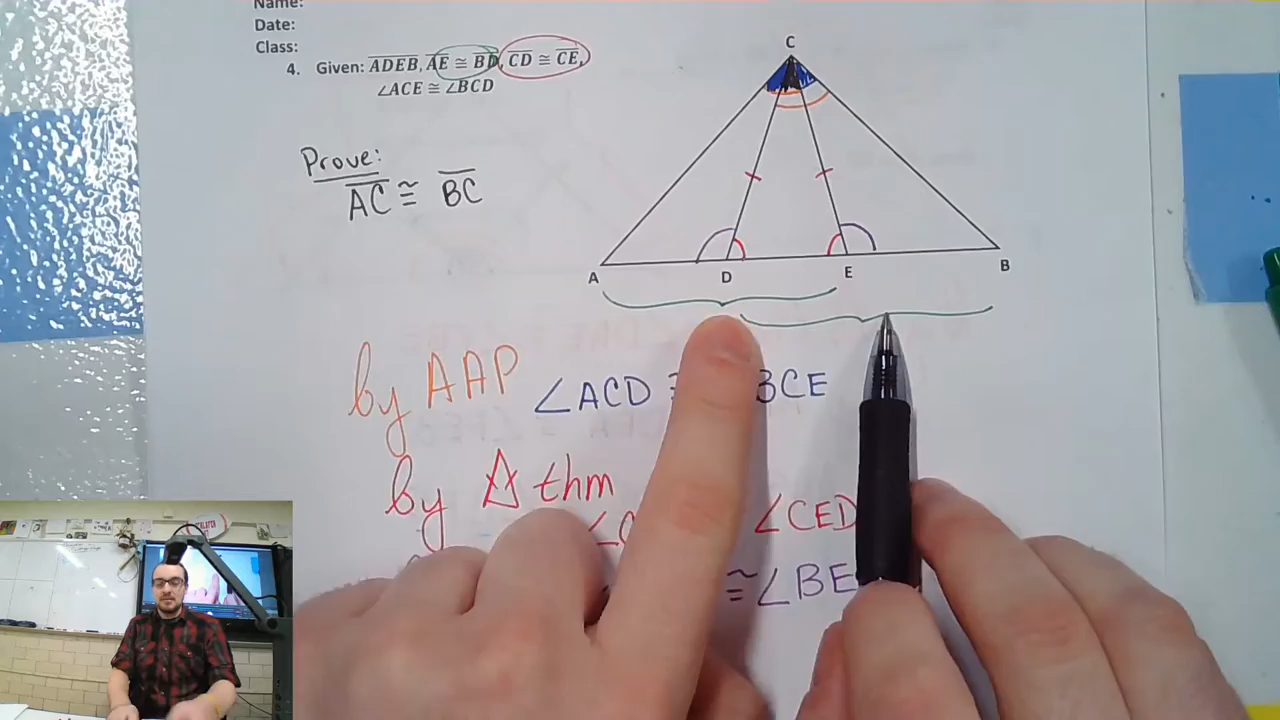 Name:
Date:
Class:
4. Given: ADEB, AE ≅ BD, CD ≅ CE,
∠ACE ≅ ∠BCD
Prove:
AC ≅ BC
C
A
D
E
B
by AAP ∠ACD BCE
by thm ∠CED
≅ ∠BE